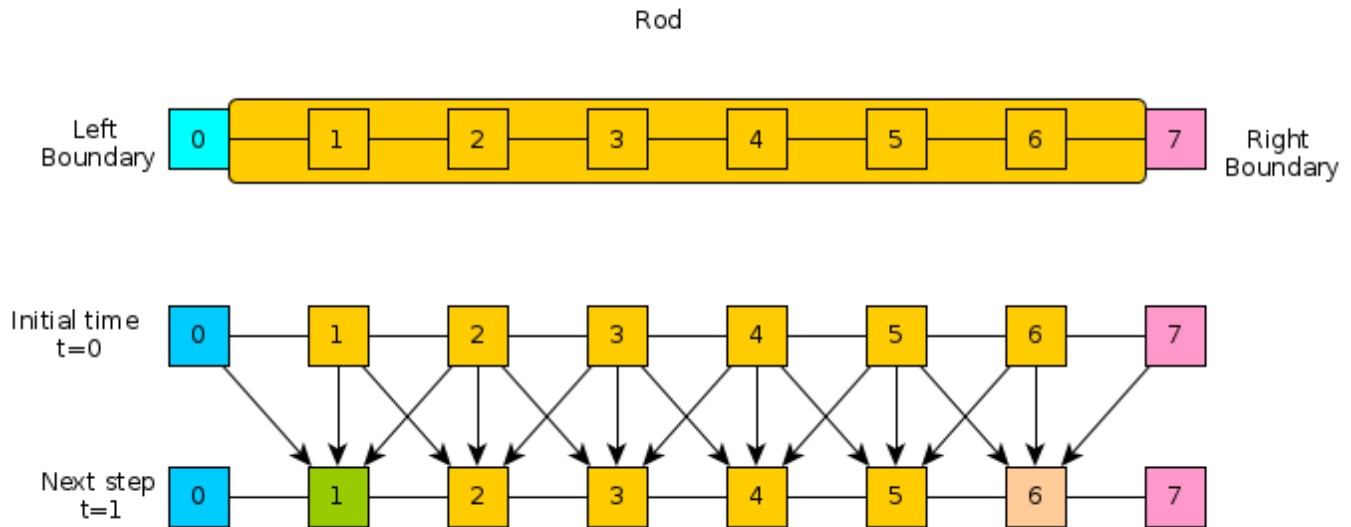 Rod
Left
Boundary
0 1 2 3 4 5 6 7
Right
Boundary
Initial time
t=0
0 1 2 3 4 5 6 7
Next step
t=1
0 1 2 3 4 5 6 7